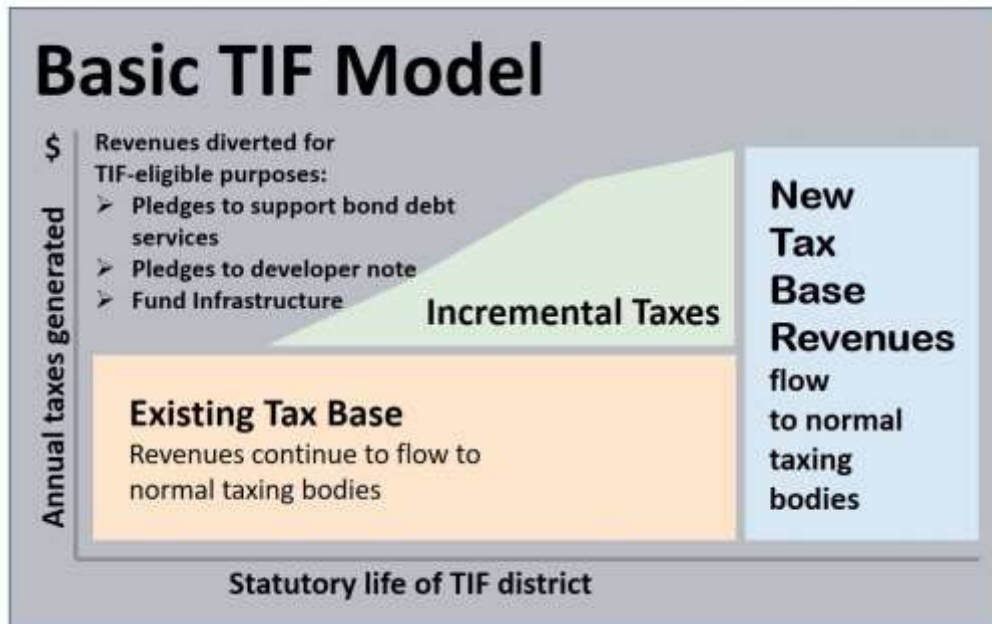 Basic TIF Model
$
Annual taxes generated
Revenues diverted for
TIF-eligible purposes:
➢ Pledges to support bond debt
services
➢ Pledges to developer note
➢ Fund Infrastructure
Incremental Taxes
Existing Tax Base
Revenues continue to flow to
normal taxing bodies
New
Tax
Base
Revenues
flow
to normal
taxing
bodies
Statutory life of TIF district